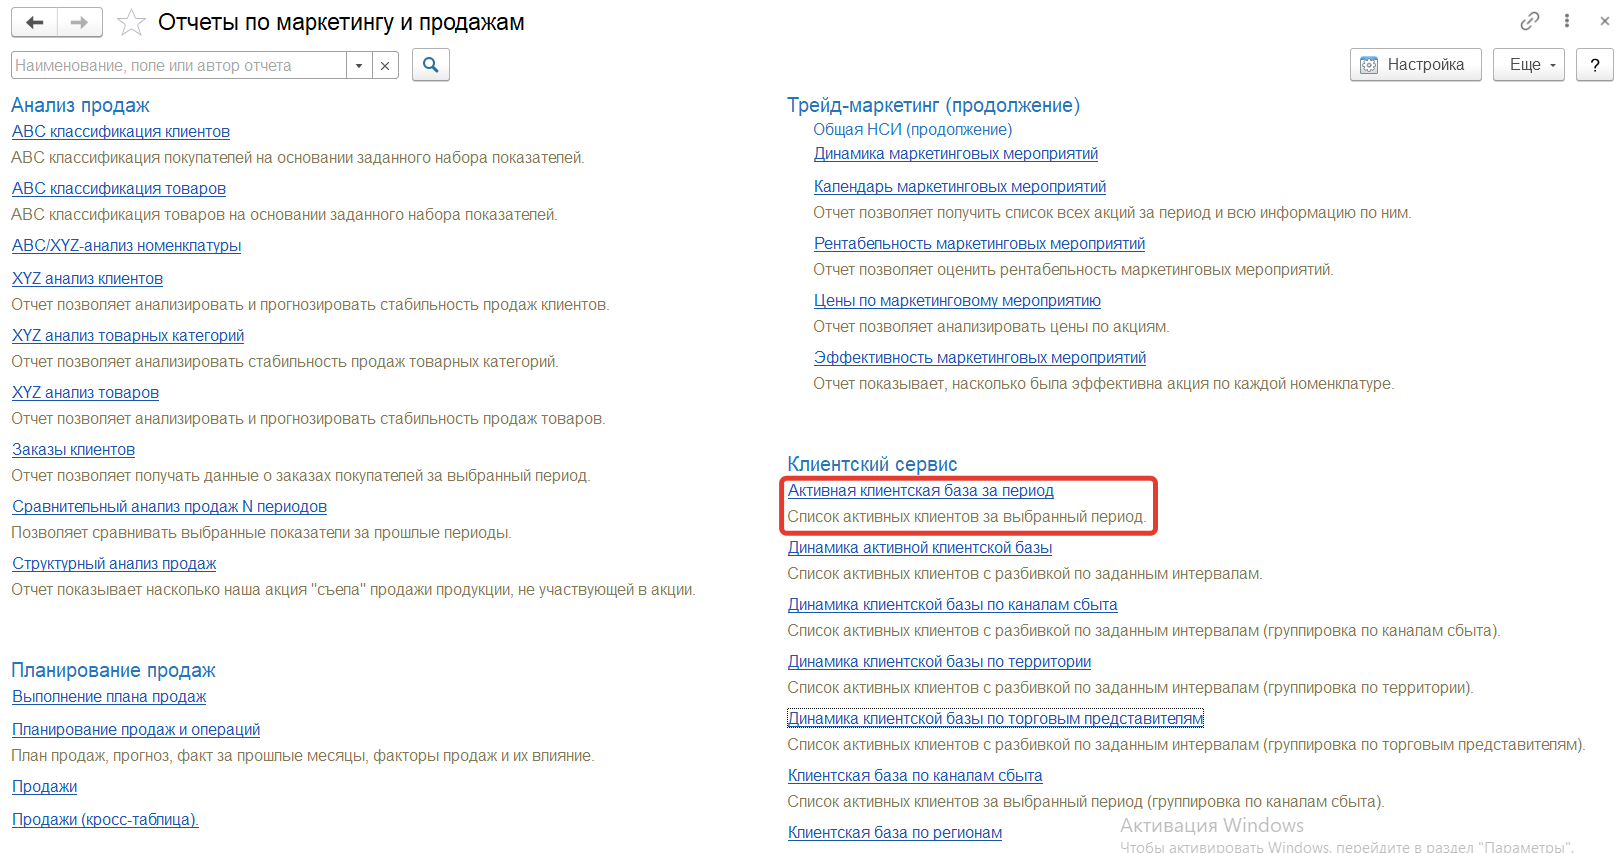 Отчеты по маркетингу и продажам
Наименование, поле или автор отчета
Настройка
Еще
?
Анализ продаж
ABC классификация клиентов
ABC классификация покупателей на основании заданного набора показателей.
ABC классификация товаров
ABC классификация товаров на основании заданного набора показателей.
ABC/XYZ-анализ номенклатуры
XYZ анализ клиентов
Отчет позволяет анализировать и прогнозировать стабильность продаж клиентов.
XYZ анализ товарных категорий
Отчет позволяет анализировать стабильность продаж товарных категорий.
XYZ анализ товаров
Отчет позволяет анализировать и прогнозировать стабильность продаж товаров.
Заказы клиентов
Отчет позволяет получать данные о заказах покупателей за выбранный период.
Сравнительный анализ продаж N периодов
Позволяет сравнивать выбранные показатели за прошлые периоды.
Структурный анализ продаж
Отчет показывает насколько наша акция "съела" продажи продукции, не участвующей в акции.
Планирование продаж
Выполнение плана продаж
Планирование продаж и операций
План продаж, прогноз, факт за прошлые месяцы, факторы продаж и их влияние.
Продажи
Продажи (кросс-таблица).
Трейд-маркетинг (продолжение)
Общая НСИ (продолжение)
Динамика маркетинговых мероприятий
Календарь маркетинговых мероприятий
Отчет позволяет получить список всех акций за период и всю информацию по ним.
Рентабельность маркетинговых мероприятий
Отчет позволяет оценить рентабельность маркетинговых мероприятий.
Цены по маркетинговому мероприятию
Отчет позволяет анализировать цены по акциям.
Эффективность маркетинговых мероприятий
Отчет показывает, насколько была эффективна акция по каждой номенклатуре.
Клиентский сервис
Активная клиентская база за период
Список активных клиентов за выбранный период.
Динамика активной клиентской базы
Список активных клиентов с разбивкой по заданным интервалам.
Динамика клиентской базы по каналам сбыта
Список активных клиентов с разбивкой по заданным интервалам (группировка по каналам сбыта).
Динамика клиентской базы по территории
Список активных клиентов с разбивкой по заданным интервалам (группировка по территории).
Динамика клиентской базы по торговым представителям
Список активных клиентов с разбивкой по заданным интервалам (группировка по торговым представителям).
Клиентская база по каналам сбыта
Список активных клиентов за выбранный период (группировка по каналам сбыта).
Клиентская база по регионам
Активация Windows
Чтобы активировать Windows, перейдите в раздел "Параметры".